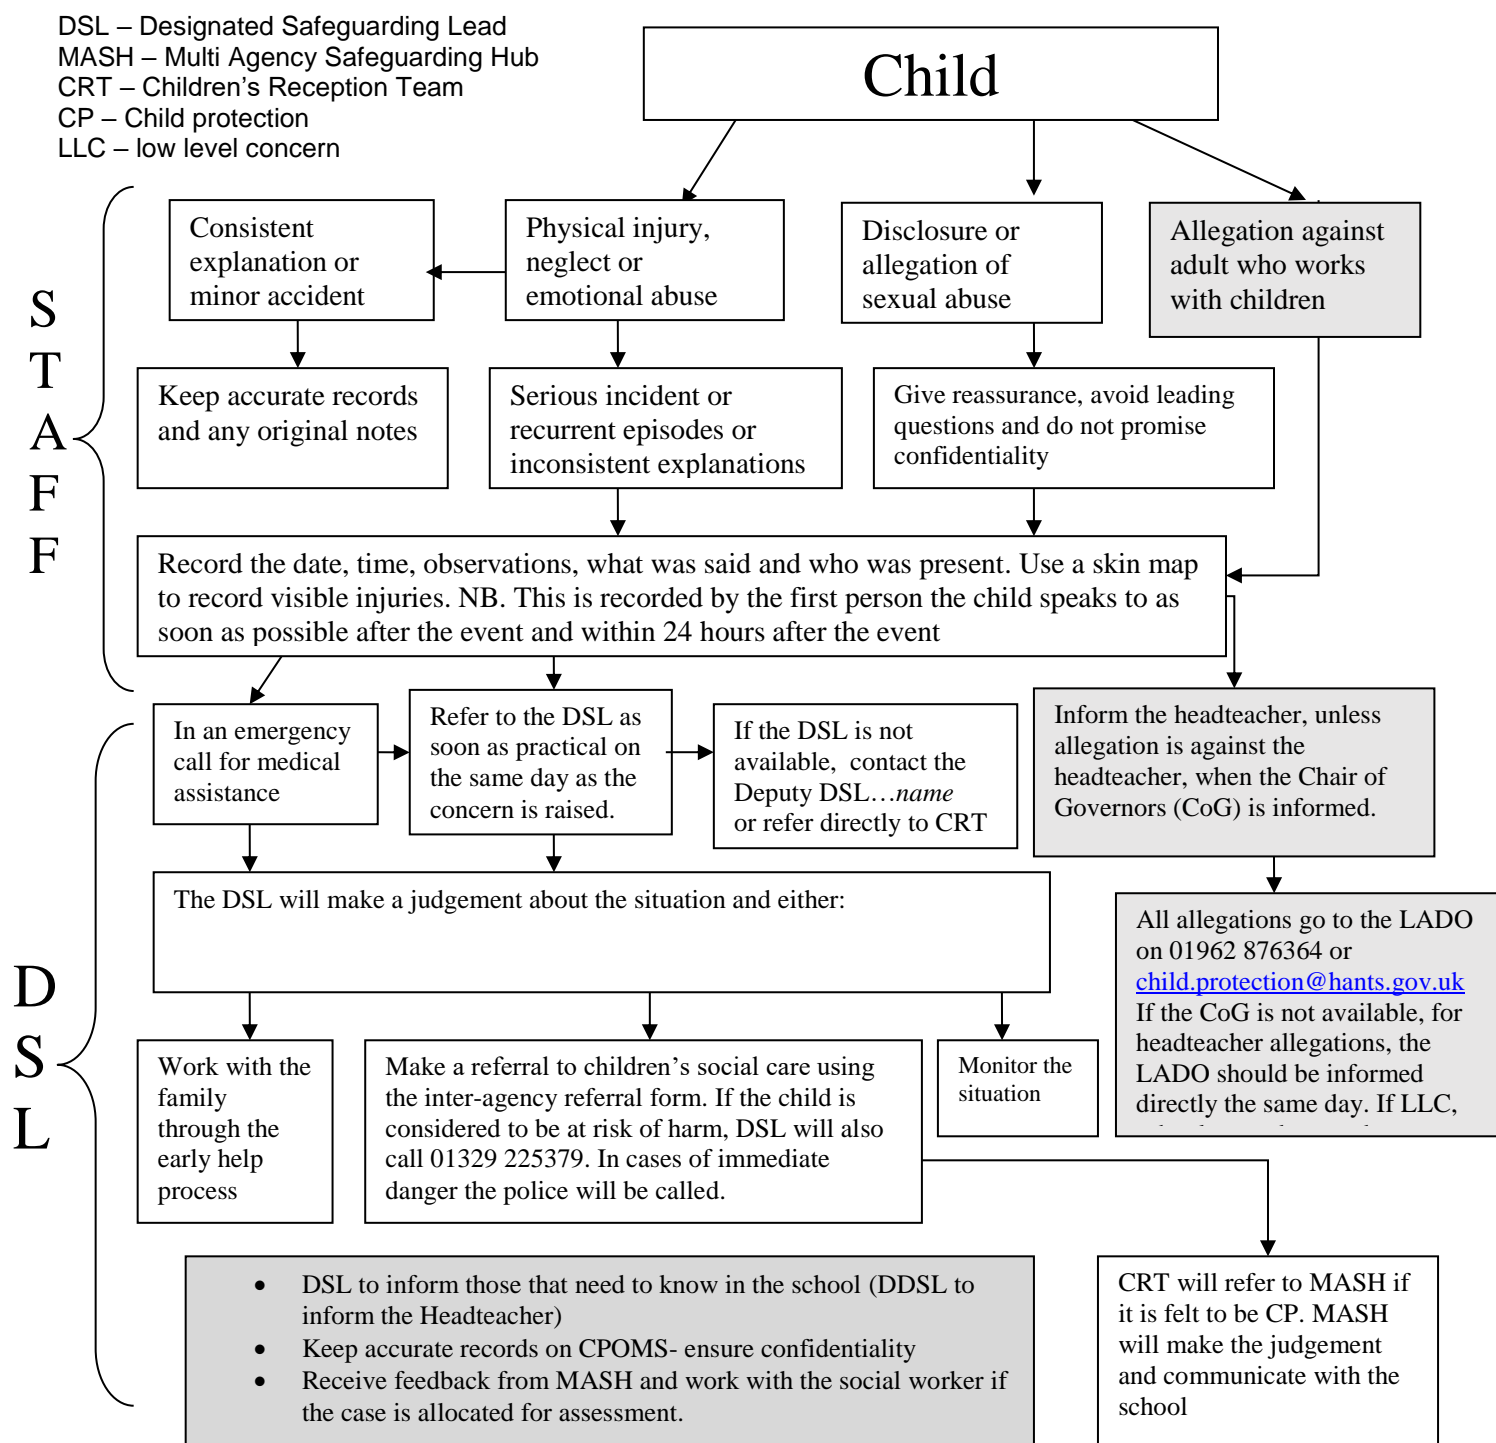 DSL – Designated Safeguarding Lead
MASH – Multi Agency Safeguarding Hub
CRT – Children's Reception Team
CP – Child protection
LLC – low level concern
Child
STAFF
Consistent
explanation or
minor accident
Physical injury,
neglect or
emotional abuse
Disclosure or
allegation of
sexual abuse
Allegation against
adult who works
with children
Keep accurate records
and any original notes
Serious incident or
recurrent episodes or
inconsistent explanations
Give reassurance, avoid leading
questions and do not promise
confidentiality
Record the date, time, observations, what was said and who was present. Use a skin map
to record visible injuries. NB. This is recorded by the first person the child speaks to as
soon as possible after the event and within 24 hours after the event
DSL
In an emergency
call for medical
assistance
Refer to the DSL as
soon as practical on
the same day as the
concern is raised.
If the DSL is not
available, contact the
Deputy DSL…name
or refer directly to CRT
Inform the headteacher, unless
allegation is against the
headteacher, when the Chair of
Governors (CoG) is informed.
The DSL will make a judgement about the situation and either:
All allegations go to the LADO
on 01962 876364 or
child.protection@hants.gov.uk
If the CoG is not available, for
headteacher allegations, the
LADO should be informed
directly the same day. If LLC,
Work with the
family
through the
early help
process
Make a referral to children's social care using
the inter-agency referral form. If the child is
considered to be at risk of harm, DSL will also
call 01329 225379. In cases of immediate
danger the police will be called.
Monitor the
situation
• DSL to inform those that need to know in the school (DDSL to
inform the Headteacher)
• Keep accurate records on CPOMS- ensure confidentiality
• Receive feedback from MASH and work with the social worker if
the case is allocated for assessment.
CRT will refer to MASH if
it is felt to be CP. MASH
will make the judgement
and communicate with the
school